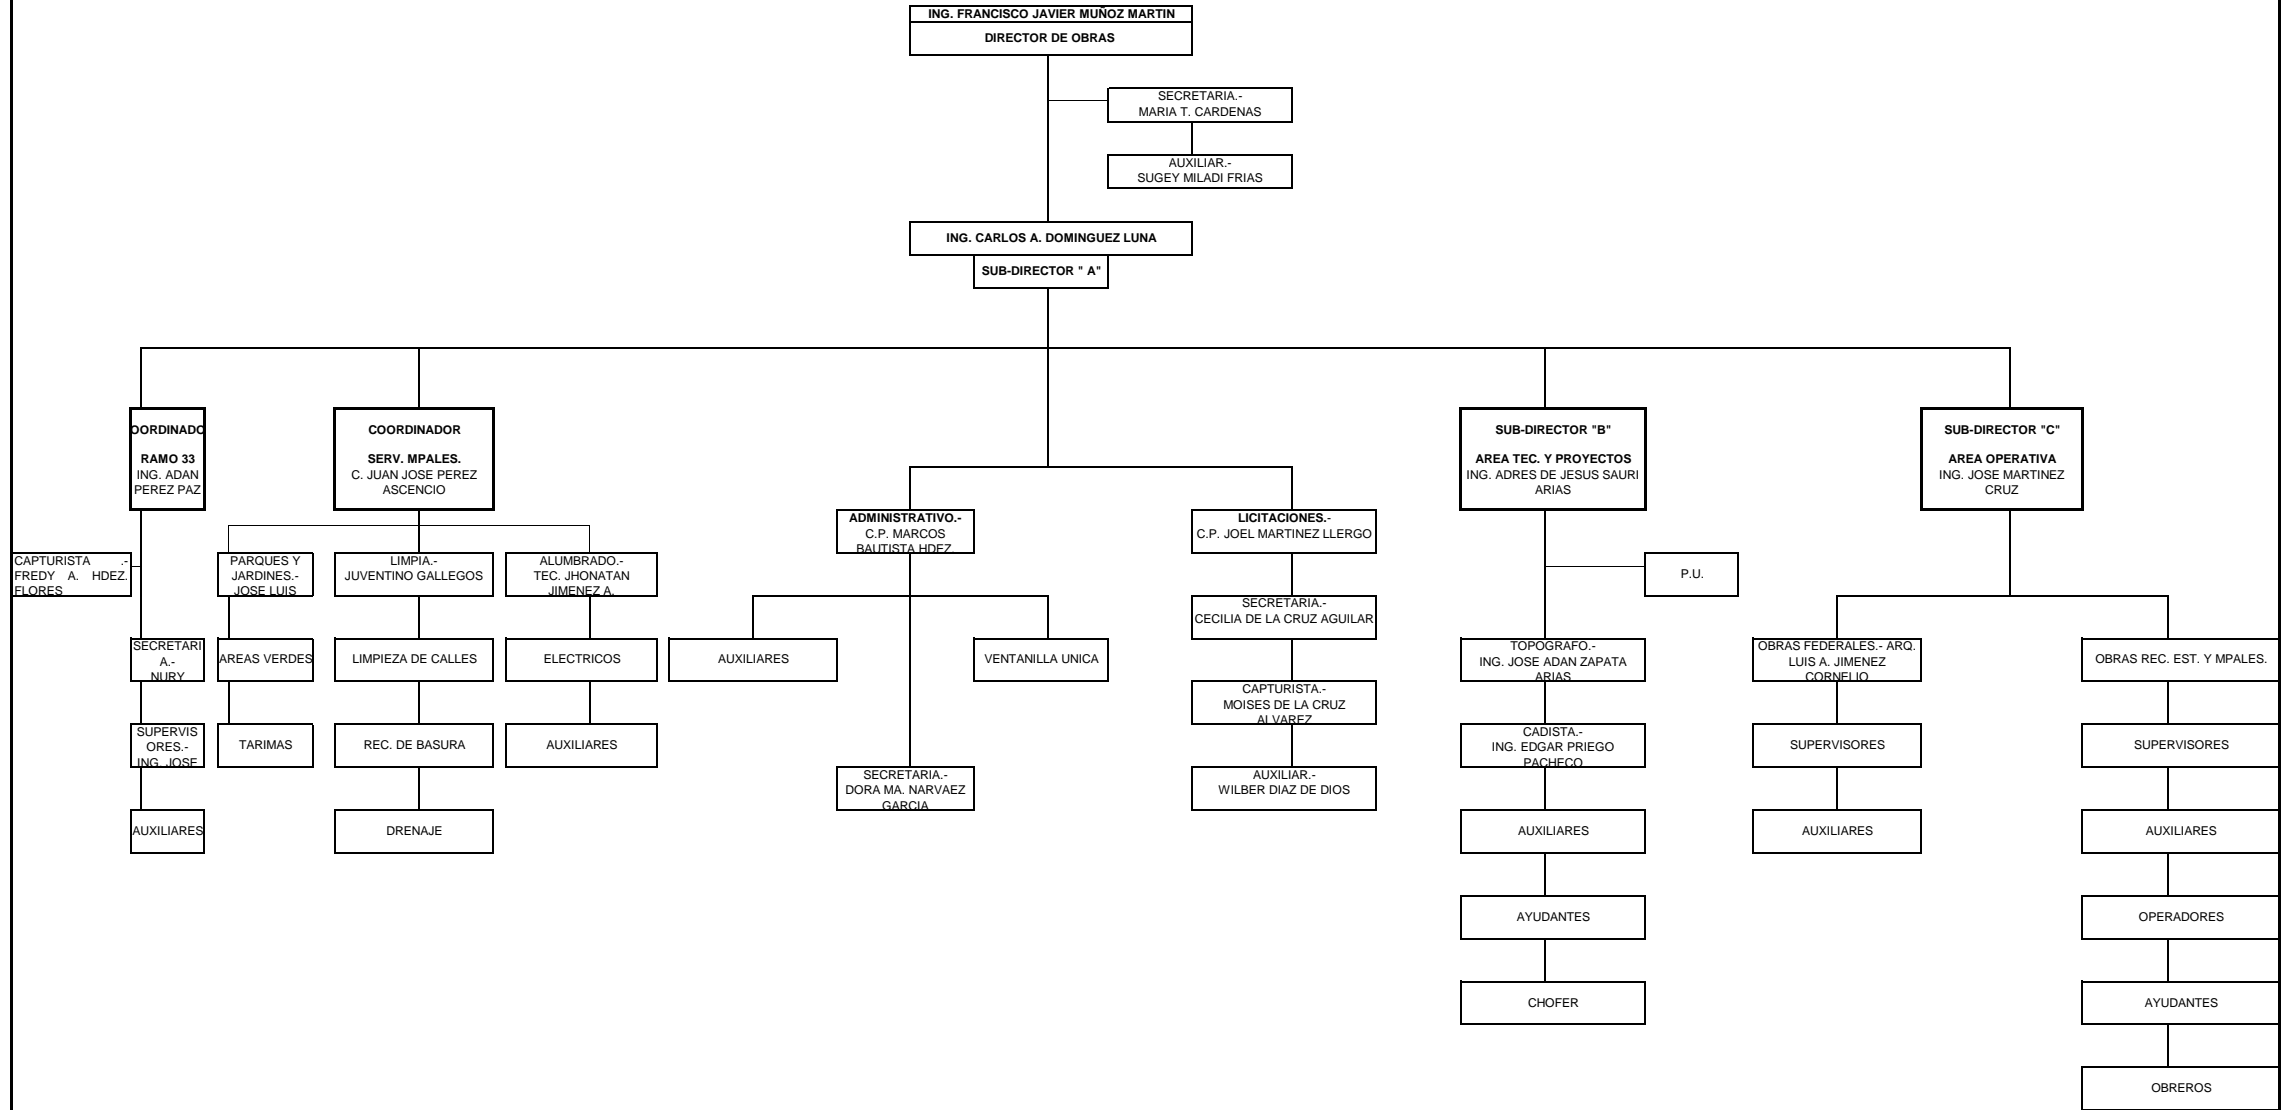 ING. FRANCISCO JAVIER MUÑOZ MARTIN
DIRECTOR DE OBRAS
SECRETARIA.-
MARIA T. CARDENAS
AUXILIAR.-
SUGEY MILADI FRIAS
ING. CARLOS A. DOMINGUEZ LUNA
SUB-DIRECTOR " A"
OORDINADO
RAMO 33
ING. ADAN
PEREZ PAZ
COORDINADOR
SERV. MPALES.
C. JUAN JOSE PEREZ
ASCENCIO
SUB-DIRECTOR "B"
AREA TEC. Y PROYECTOS
ING. ADRES DE JESUS SAURI
ARIAS
SUB-DIRECTOR "C"
AREA OPERATIVA
ING. JOSE MARTINEZ
CRUZ
ADMINISTRATIVO.-
C.P. MARCOS
BAUTISTA HDEZ.
LICITACIONES.-
C.P. JOEL MARTINEZ LLERGO
CAPTURISTA .-
FREDY A. HDEZ.
FLORES
PARQUES Y
JARDINES.-
JOSE LUIS
LIMPIA.-
JUVENTINO GALLEGOS
ALUMBRADO.-
TEC. JHONATAN
JIMENEZ A.
P.U.
SECRETARIA.-
CECILIA DE LA CRUZ AGUILAR
SECRETARI
A.-
NURY
AREAS VERDES
LIMPIEZA DE CALLES
ELECTRICOS
AUXILIARES
VENTANILLA UNICA
TOPOGRAFO.-
ING. JOSE ADAN ZAPATA
ARIAS
OBRAS FEDERALES.- ARQ.
LUIS A. JIMENEZ
CORNELIO
OBRAS REC. EST. Y MPALES.
CAPTURISTA.-
MOISES DE LA CRUZ
ALVAREZ
SUPERVIS
ORES.-
ING. JOSE
TARIMAS
REC. DE BASURA
AUXILIARES
CADISTA.-
ING. EDGAR PRIEGO
PACHECO
SUPERVISORES
SUPERVISORES
SECRETARIA.-
DORA MA. NARVAEZ
GARCIA
AUXILIAR.-
WILBER DIAZ DE DIOS
AUXILIARES
DRENAJE
AUXILIARES
AUXILIARES
AUXILIARES
AYUDANTES
OPERADORES
CHOFER
AYUDANTES
OBREROS